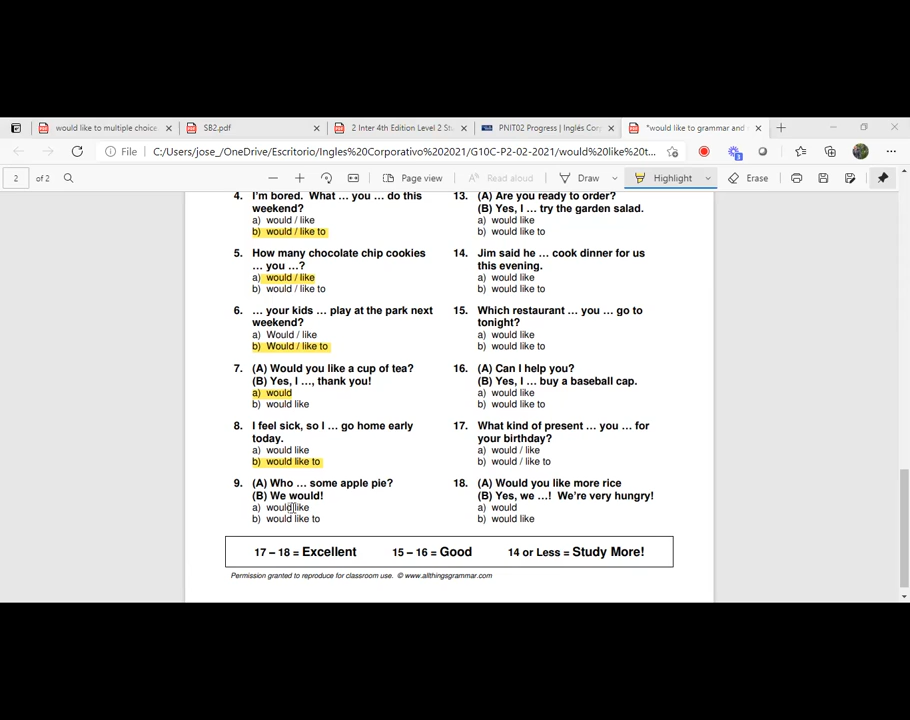 would like to multiple choice
SB2.pdf
2 Inter 4th Edition Level 2 Stu
PNIT02 Progress | Inglés Corp
*would like to grammar and
File
C:/Users/jose_/OneDrive/Escritorio/Ingles%20Corporativo%202021/G10C-P2-02-2021/would%20like%20t...
2 of 2
Page view
Read aloud
Draw
Highlight
Erase
4. I'm bored. What … you … do this
weekend?
a) would / like
b) would / like to
5. How many chocolate chip cookies
… you …?
a) would / like
b) would / like to
6. … your kids … play at the park next
weekend?
a) Would / like
b) Would / like to
7. (A) Would you like a cup of tea?
(B) Yes, I …, thank you!
a) would
b) would like
8. I feel sick, so I … go home early
today.
a) would like
b) would like to
9. (A) Who … some apple pie?
(B) We would!
a) would like
b) would like to
13. (A) Are you ready to order?
(B) Yes, I … try the garden salad.
a) would like
b) would like to
14. Jim said he … cook dinner for us
this evening.
a) would like
b) would like to
15. Which restaurant … you … go to
tonight?
a) would like
b) would like to
16. (A) Can I help you?
(B) Yes, I … buy a baseball cap.
a) would like
b) would like to
17. What kind of present … you … for
your birthday?
a) would / like
b) would / like to
18. (A) Would you like more rice
(B) Yes, we …! We're very hungry!
a) would
b) would like
17 – 18 = Excellent 15 – 16 = Good 14 or Less = Study More!
Permission granted to reproduce for classroom use. © www.allthingsgrammar.com